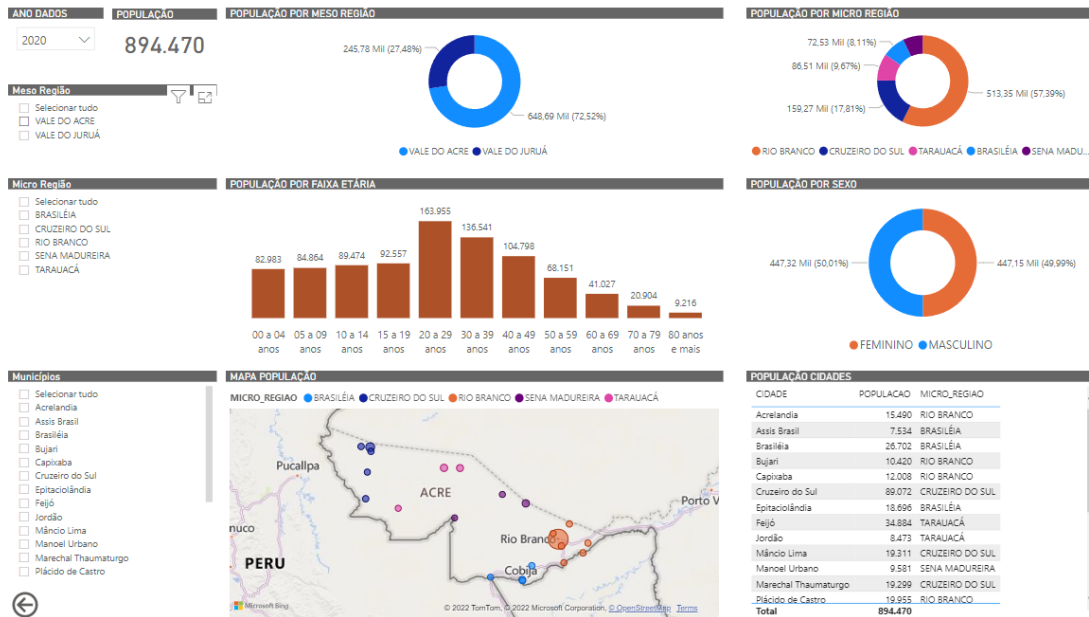 ANO DADOS
2020
POPULAÇÃO
894.470
Meso Região
Selecionar tudo
VALE DO ACRE
VALE DO JURUÁ
POPULAÇÃO POR MESO REGIÃO
245,78 Mil (27,48%)
648,69 Mil (72,52%)
VALE DO ACRE VALE DO JURUÁ
POPULAÇÃO POR MICRO REGIÃO
72,53 Mil (8,11%)
86,51 Mil (9,67%)
159,27 Mil (17,81%)
513,35 Mil (57,39%)
RIO BRANCO CRUZEIRO DO SUL TARAUACÁ BRASILÉIA SENA MADU...
Micro Região
Selecionar tudo
BRASILÉIA
CRUZEIRO DO SUL
RIO BRANCO
SENA MADUREIRA
TARAUACÁ
POPULAÇÃO POR FAIXA ETÁRIA
82.983 84.864 89.474 92.557 163.955 136.541 104.798 68.151 41.027 20.904 9.216
00 a 04 05 a 09 10 a 14 15 a 19 20 a 29 30 a 39 40 a 49 50 a 59 60 a 69 70 a 79 80 anos
anos anos anos anos anos anos anos anos anos anos e mais
POPULAÇÃO POR SEXO
447,32 Mil (50,01%)
447,15 Mil (49,99%)
FEMININO MASCULINO
Municípios
Selecionar tudo
Acrelandia
Assis Brasil
Brasiléia
Bujari
Capixaba
Cruzeiro do Sul
Epitaciolândia
Feijó
Jordão
Mâncio Lima
Manoel Urbano
Marechal Thaumaturgo
Plácido de Castro
MAPA POPULAÇÃO
MICRO_REGIAO BRASILÉIA CRUZEIRO DO SUL RIO BRANCO SENA MADUREIRA TARAUACÁ
Pucallpa
ACRE
Porto V
nuco
Rio Branco
PERU
Cobija
Microsoft Bing
© 2022 TomTom, © 2022 Microsoft Corporation, © OpenStreetMap Terms
POPULAÇÃO CIDADES
CIDADE POPULACAO MICRO_REGIAO
Acrelandia 15.490 RIO BRANCO
Assis Brasil 7.534 BRASILÉIA
Brasiléia 26.702 BRASILÉIA
Bujari 10.420 RIO BRANCO
Capixaba 12.008 RIO BRANCO
Cruzeiro do Sul 89.072 CRUZEIRO DO SUL
Epitaciolândia 18.696 BRASILÉIA
Feijó 34.884 TARAUACÁ
Jordão 8.473 TARAUACÁ
Mâncio Lima 19.311 CRUZEIRO DO SUL
Manoel Urbano 9.581 SENA MADUREIRA
Marechal Thaumaturgo 19.299 CRUZEIRO DO SUL
Plácido de Castro 19.955 RIO BRANCO
Total 894.470